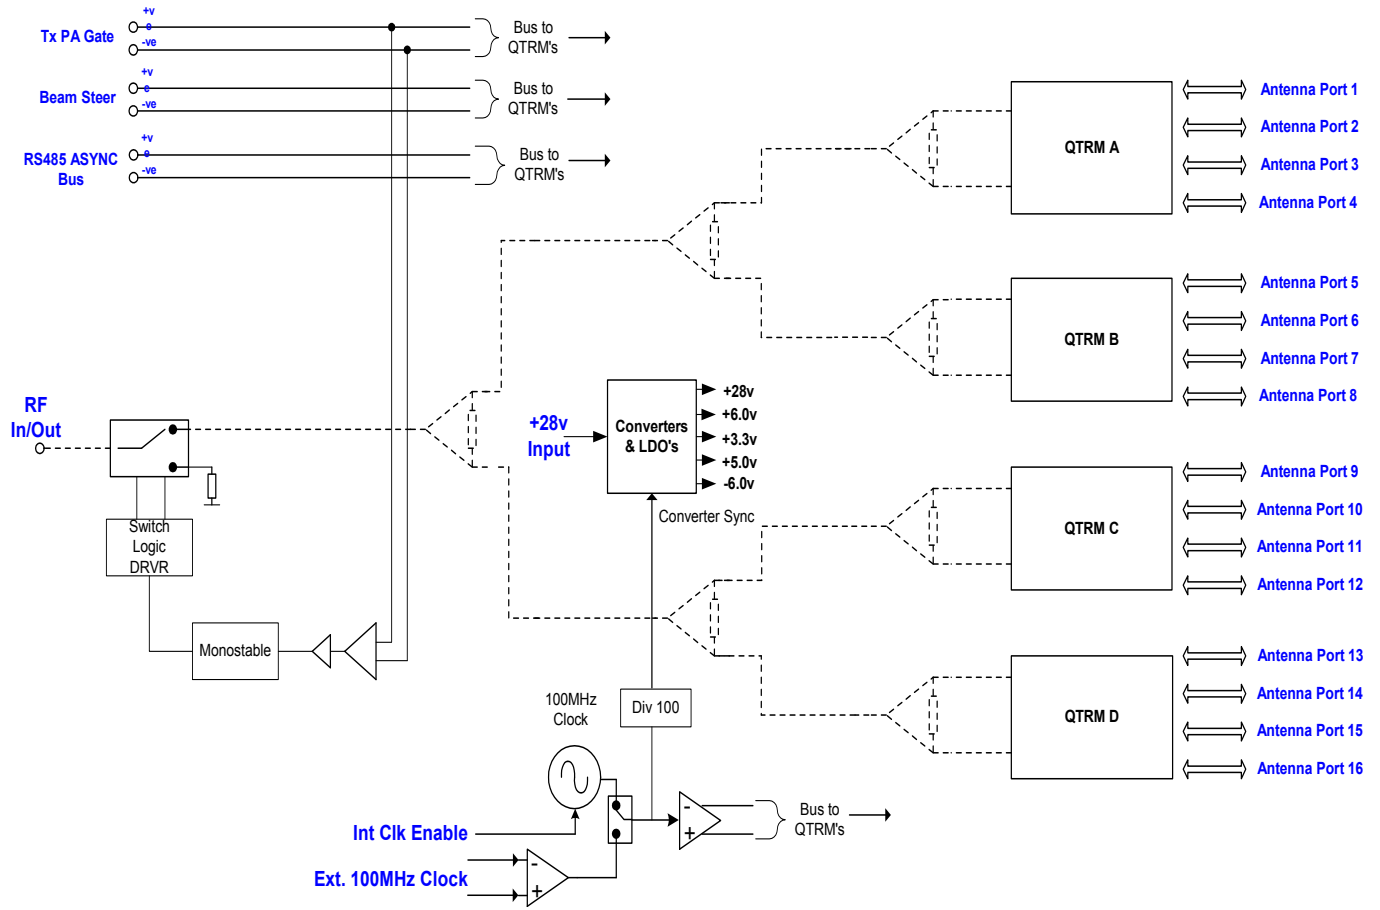 +v
e
Tx PA Gate
-ve
Bus to
QTRM's
+v
e
Beam Steer
-ve
Bus to
QTRM's
+v
e
RS485 ASYNC
Bus
-ve
Bus to
QTRM's
QTRM A
Antenna Port 1
Antenna Port 2
Antenna Port 3
Antenna Port 4
QTRM B
Antenna Port 5
Antenna Port 6
Antenna Port 7
Antenna Port 8
RF
In/Out
+28v
Input
Converters
& LDO's
+28v
+6.0v
+3.3v
+5.0v
-6.0v
Converter Sync
QTRM C
Antenna Port 9
Antenna Port 10
Antenna Port 11
Antenna Port 12
Switch
Logic
DRVR
Monostable
QTRM D
Antenna Port 13
Antenna Port 14
Antenna Port 15
Antenna Port 16
100MHz
Clock
Div 100
Int Clk Enable
-
+
Bus to
QTRM's
Ext. 100MHz Clock
-
+